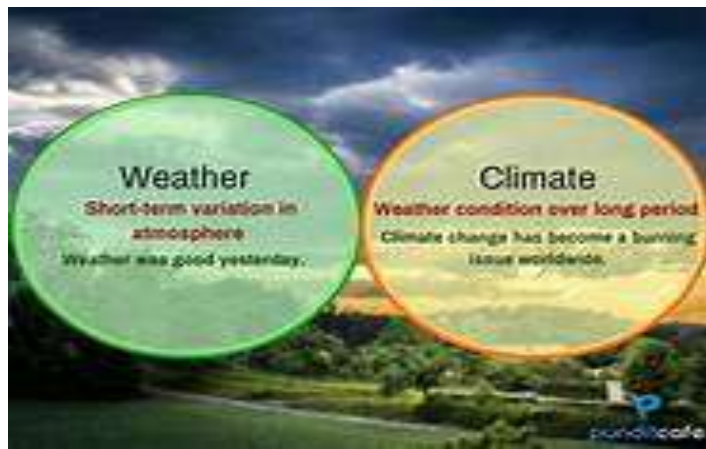 Weather
Short-term variation in
atmosphere
Weather was good yesterday.
Climate
Weather condition over long period
Climate change has become a burning
issue worldwide.
punditcafe